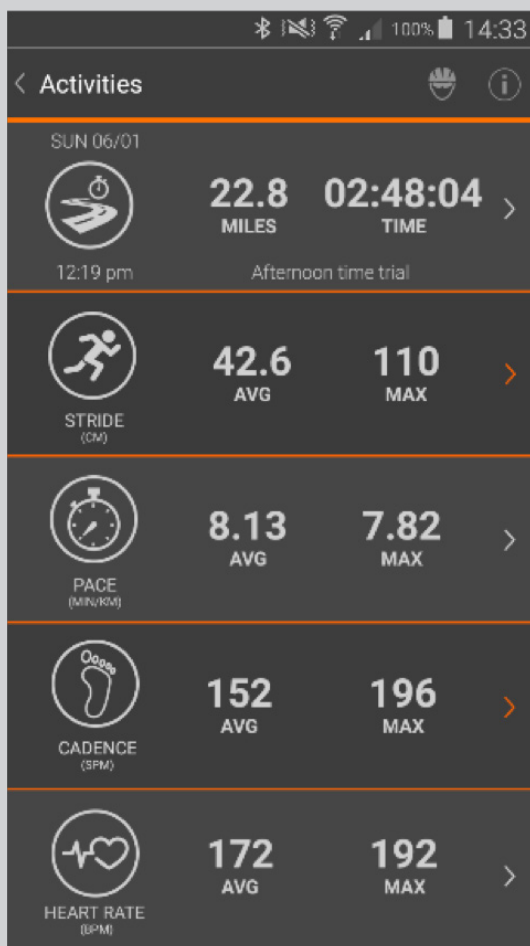 100% 14:33
Activities
SUN 06/01
22.8 02:48:04
MILES TIME
12:19 pm Afternoon time trial
42.6 110
AVG MAX
STRIDE
(CM)
8.13 7.82
AVG MAX
PACE
(MIN/KM)
152 196
AVG MAX
CADENCE
(SPM)
172 192
AVG MAX
HEART RATE
(BPM)